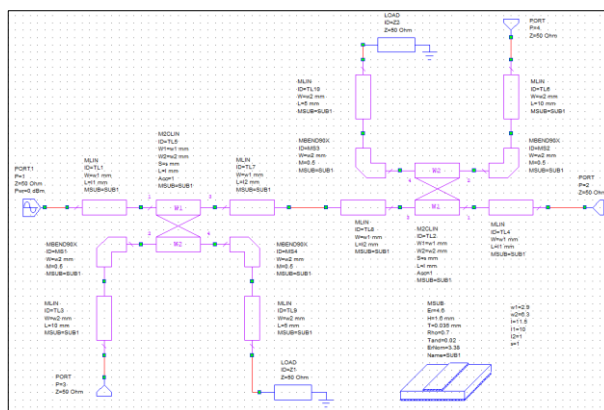 LOAD
ID=Z2
Z=50 Ohm
PORT
P=4
Z=50 Ohm
MLIN
ID=TL10
W=w2 mm
L=5 mm
MSUB=SUB1
MLIN
ID=TL6
W=w2 mm
L=10 mm
MSUB=SUB1
MBEND90X
ID=MS3
W=w2 mm
M=0.5
MSUB=SUB1
MBEND90X
ID=MS2
W=w2 mm
M=0.5
MSUB=SUB1
W2
W1
PORT1
P=1
Z=50 Ohm
Pwr=0 dBm
MLIN
ID=TL1
W=w1 mm
L=l1 mm
MSUB=SUB1
M2CLIN
ID=TL5
W1=w1 mm
W2=w2 mm
S=s mm
L=l mm
Acc=1
MSUB=SUB1
MLIN
ID=TL7
W=w1 mm
L=l2 mm
MSUB=SUB1
PORT
P=2
Z=50 Ohm
W1
W2
MLIN
ID=TL8
W=w1 mm
L=l2 mm
MSUB=SUB1
M2CLIN
ID=TL2
W1=w1 mm
W2=w2 mm
S=s mm
L=l mm
Acc=1
MSUB=SUB1
MLIN
ID=TL4
W=w1 mm
L=l1 mm
MSUB=SUB1
MBEND90X
ID=MS1
W=w2 mm
M=0.5
MSUB=SUB1
MBEND90X
ID=MS4
W=w2 mm
M=0.5
MSUB=SUB1
MLIN
ID=TL3
W=w2 mm
L=10 mm
MSUB=SUB1
MLIN
ID=TL9
W=w2 mm
L=5 mm
MSUB=SUB1
PORT
P=3
Z=50 Ohm
LOAD
ID=Z1
Z=50 Ohm
MSUB
H=1.5 mm
T=0.035 mm
Rho=0.7
Tand=0.02
ErNom=3.38
Name=SUB1
w1=2.9
l=11.5
l1=10
l2=1
s=1